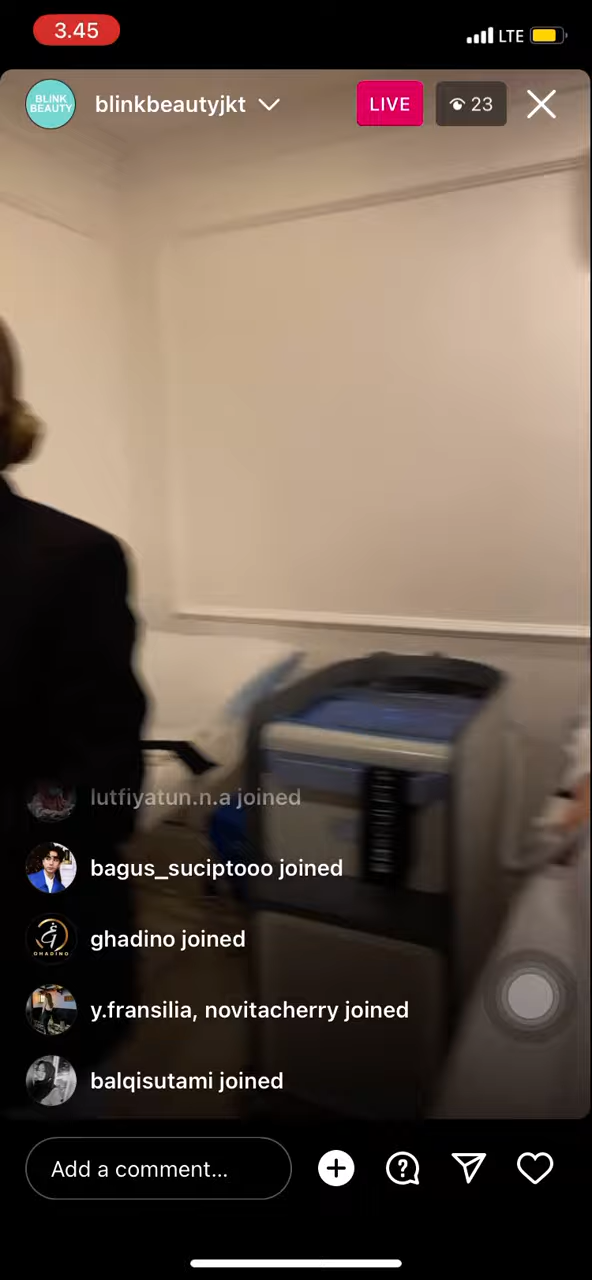 3.45
LTE
BLINK
BEAUTY
blinkbeautyjkt
LIVE
23
lutfiyatun.n.a joined
bagus_suciptooo joined
ghadino joined
GHADINO
y.fransilia, novitacherry joined
balqisutami joined
Add a comment...